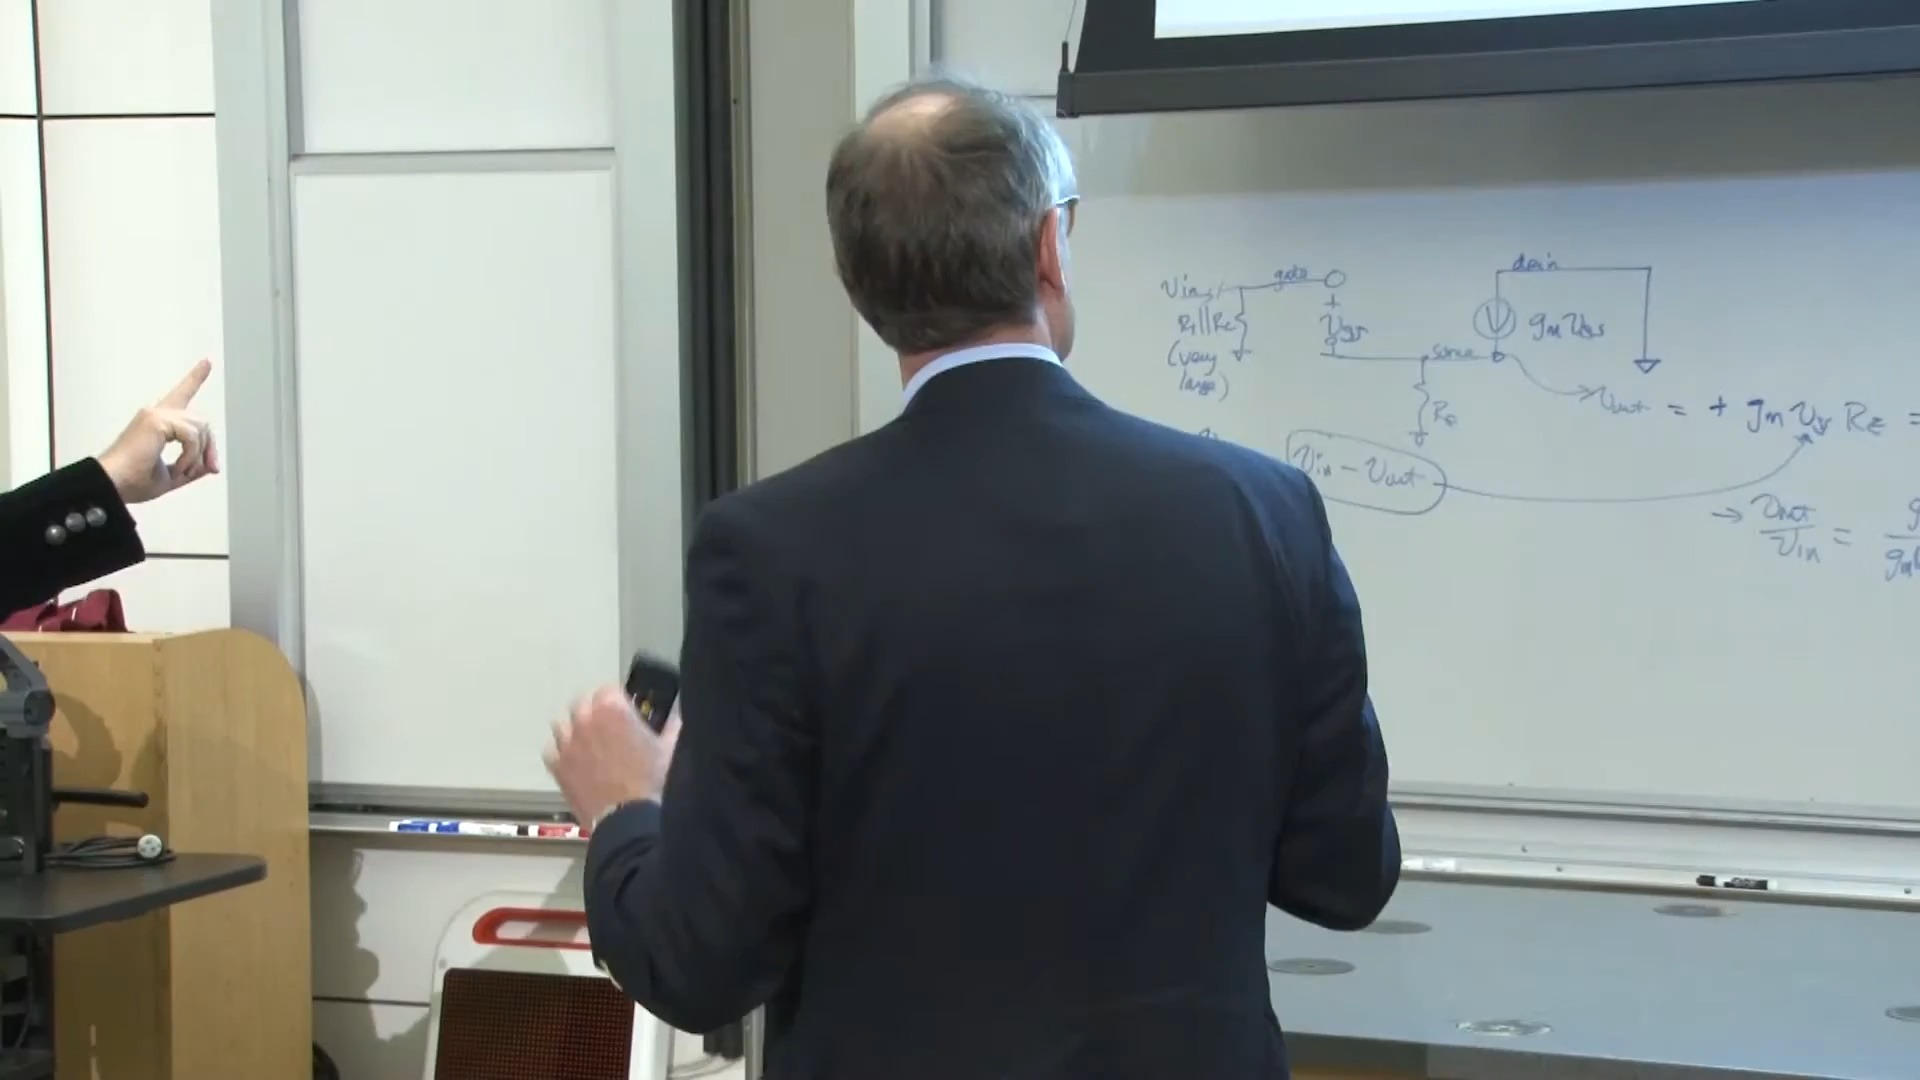 drain
vin
gate
+
R1||R2
vgs
gm vgs
(very
large)
source
vout = + gm vgs RE =
vin - vout
→ vout
vin =